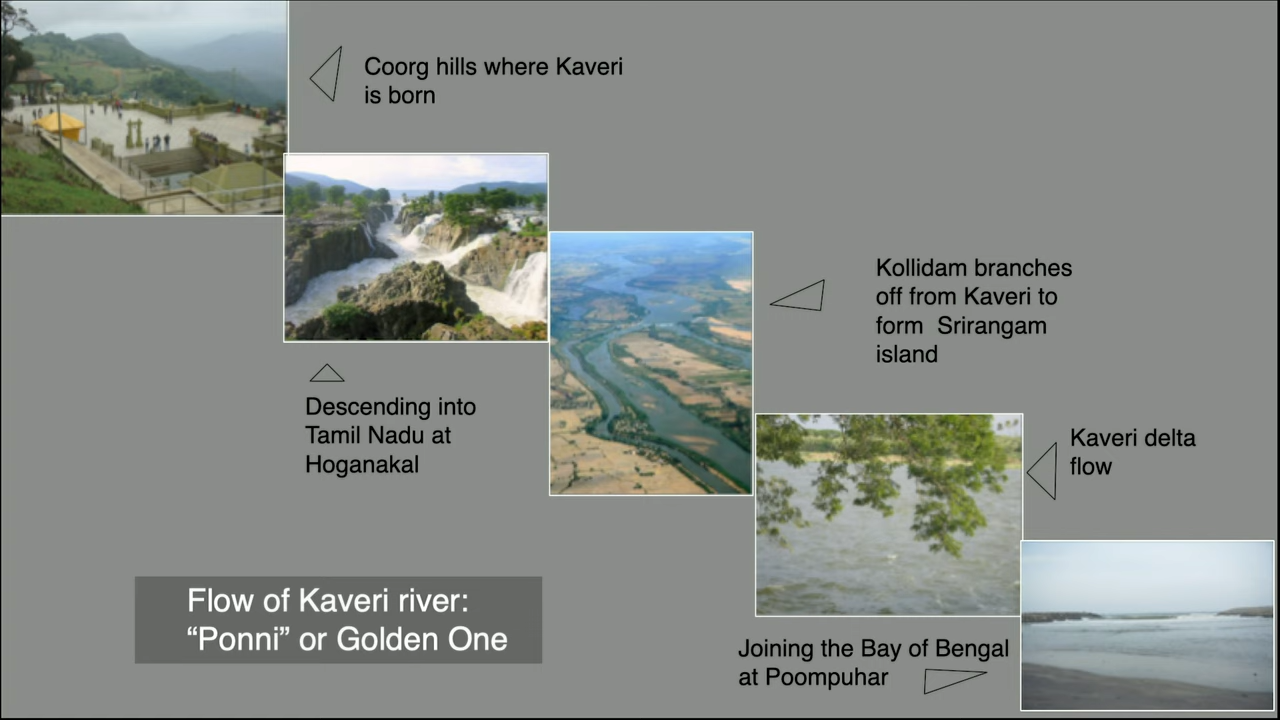 Coorg hills where Kaveri
is born
Descending into
Tamil Nadu at
Hoganakal
Kollidam branches
off from Kaveri to
form  Srirangam
island
Kaveri delta
flow
Flow of Kaveri river:
“Ponni” or Golden One
Joining the Bay of Bengal
at Poompuhar